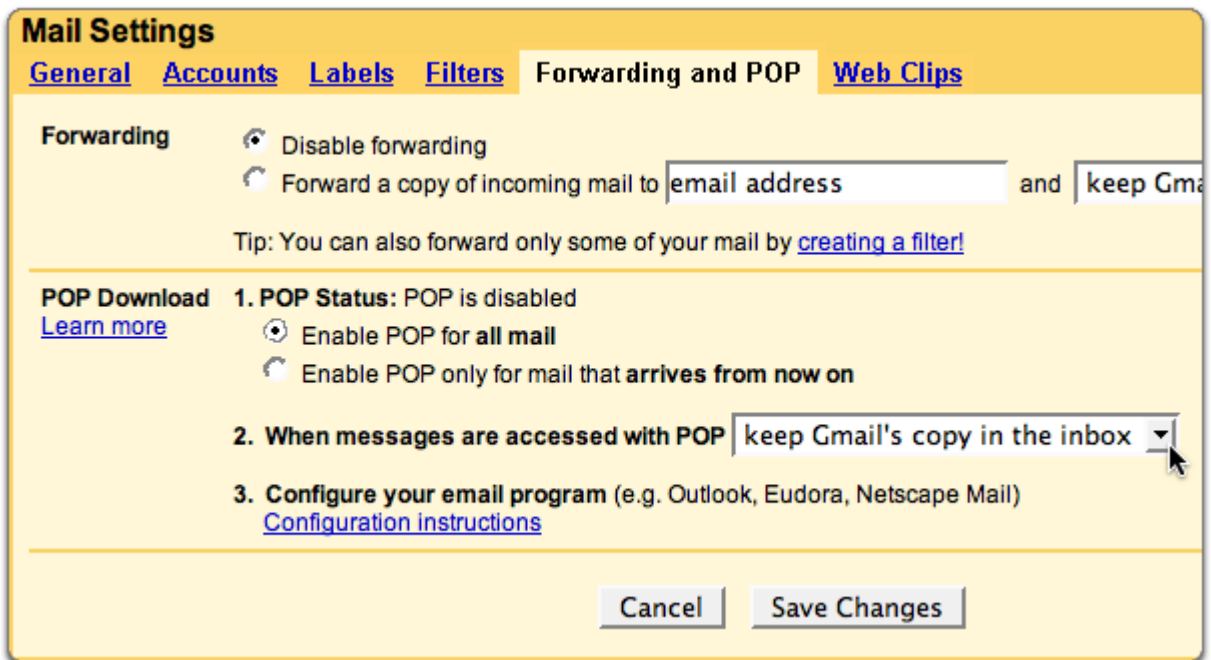 Mail Settings
General Accounts Labels Filters Forwarding and POP Web Clips
Forwarding Disable forwarding
Forward a copy of incoming mail to email address and keep Gma
Tip: You can also forward only some of your mail by creating a filter!
POP Download 1. POP Status: POP is disabled
Learn more Enable POP for all mail
Enable POP only for mail that arrives from now on
2. When messages are accessed with POP keep Gmail's copy in the inbox
3. Configure your email program (e.g. Outlook, Eudora, Netscape Mail)
Configuration instructions
Cancel Save Changes